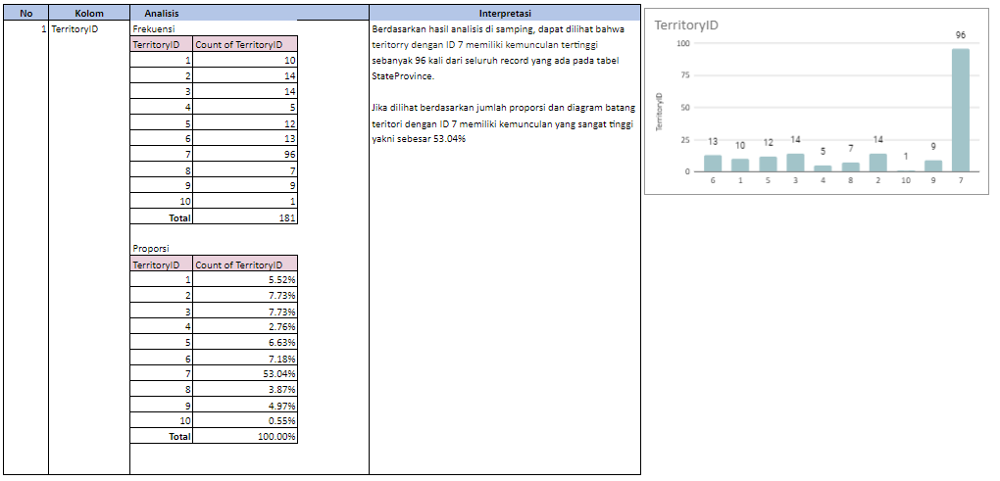 No Kolom Analisis Interpretasi
1 TerritoryID Frekuensi
TerritoryID Count of TerritoryID
1 10
2 14
3 14
4 5
5 12
6 13
7 96
8 7
9 9
10 1
Total 181
Proporsi
TerritoryID Count of TerritoryID
1 5.52%
2 7.73%
3 7.73%
4 2.76%
5 6.63%
6 7.18%
7 53.04%
8 3.87%
9 4.97%
10 0.55%
Total 100.00%
Berdasarkan hasil analisis di samping, dapat dilihat bahwa
teritorry dengan ID 7 memiliki kemunculan tertinggi
sebanyak 96 kali dari seluruh record yang ada pada tabel
StateProvince.
Jika dilihat berdasarkan jumlah proporsi dan diagram batang
teritori dengan ID 7 memiliki kemunculan yang sangat tinggi
yakni sebesar 53.04%
TerritoryID
TerritoryID
100
75
50
25
0
13 10 12 14 5 7 14 1 9 96
6 1 5 3 4 8 2 10 9 7